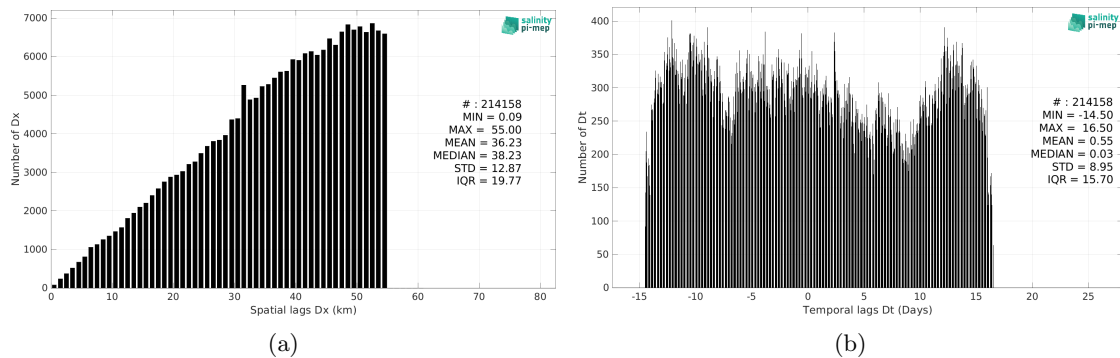 7000
6000
5000
4000
3000
2000
1000
0
Number of Dx
0 10 20 30 40 50 60 70 80
Spatial lags Dx (km)
salinity
pi-mep
# : 214158
MIN = 0.09
MAX = 55.00
MEAN = 36.23
MEDIAN = 38.23
STD = 12.87
IQR = 19.77
(a)
400
350
300
250
200
150
100
50
0
Number of Dt
-15 -10 -5 0 5 10 15 20 25
Temporal lags Dt (Days)
salinity
pi-mep
# : 214158
MIN = -14.50
MAX = 16.50
MEAN = 0.55
MEDIAN = 0.03
STD = 8.95
IQR = 15.70
(b)